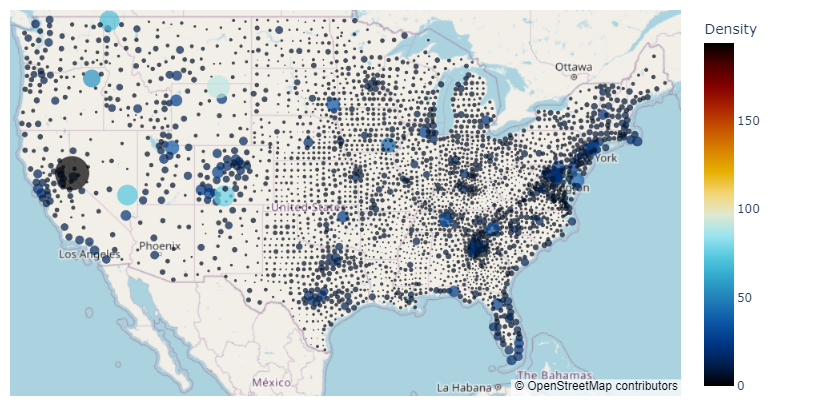 Density
Ottawa
150
York
United States
100
Phoenix
Los Angeles
50
México
The Bahamas
La Habana
0
© OpenStreetMap contributors